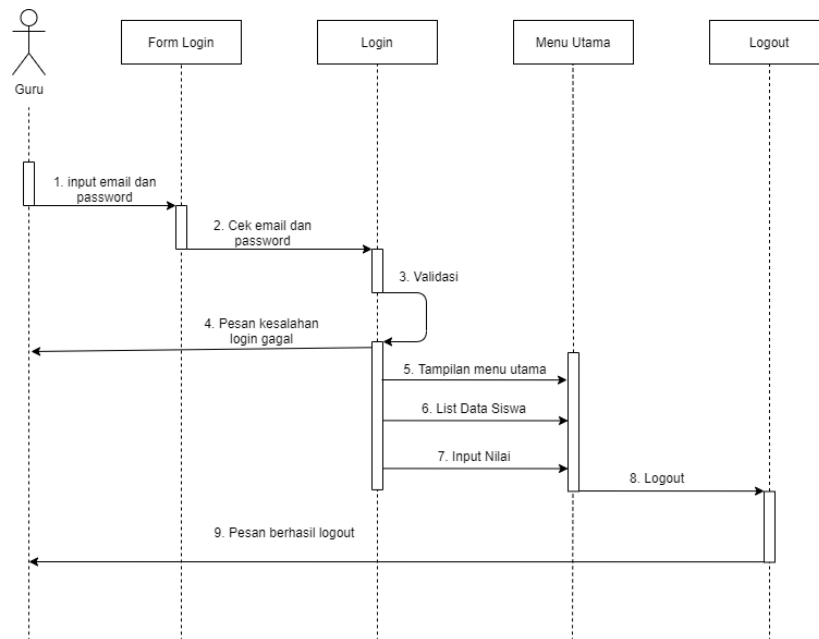 Form Login
Login
Menu Utama
Logout
Guru
1. input email dan
password
2. Cek email dan
password
3. Validasi
4. Pesan kesalahan
login gagal
5. Tampilan menu utama
6. List Data Siswa
7. Input Nilai
8. Logout
9. Pesan berhasil logout